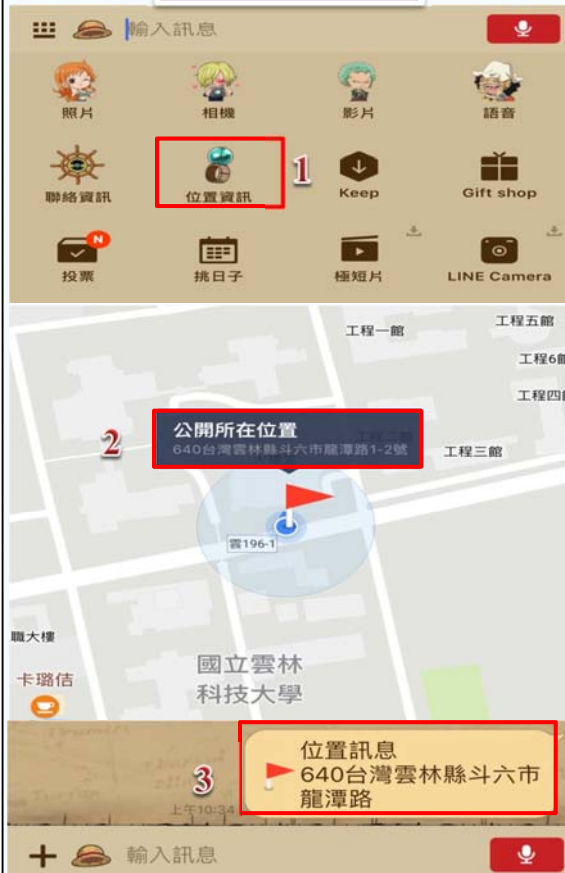 輸入訊息
照片
相機
影片
語音
聯絡資訊
位置資訊
1
Keep
Gift shop
N
投票
挑日子
極短片
LINE Camera
工程一館
工程五館
工程6館
工程四館
2
公開所在位置
640台灣雲林縣斗六市龍潭路1-2號
工程三館
雲196-1
職大樓
卡璐佶
國立雲林
科技大學
3
上午10:34
位置訊息
640台灣雲林縣斗六市
龍潭路
輸入訊息